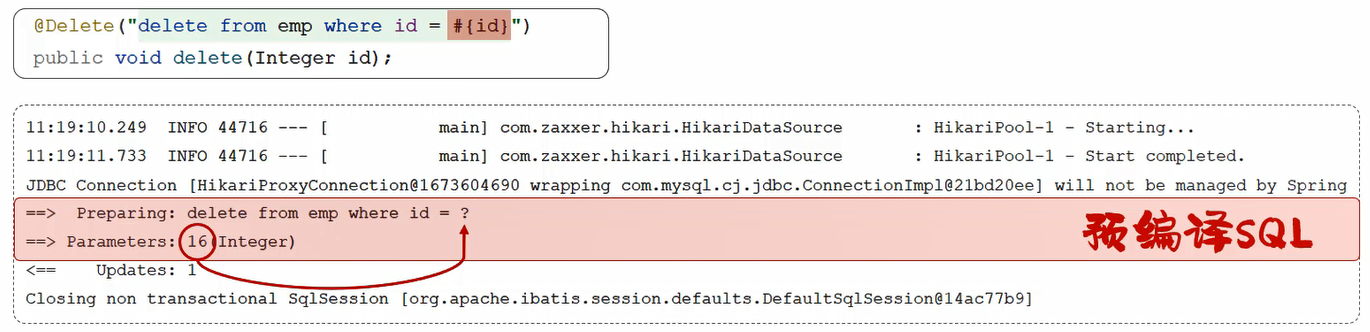 @Delete("delete from emp where id = #{id}")
public void delete(Integer id);
11:19:10.249  INFO 44716 --- [           main] com.zaxxer.hikari.HikariDataSource       : HikariPool-1 - Starting...
11:19:11.733  INFO 44716 --- [           main] com.zaxxer.hikari.HikariDataSource       : HikariPool-1 - Start completed.
JDBC Connection [HikariProxyConnection@1673604690 wrapping com.mysql.cj.jdbc.ConnectionImpl@21bd20ee] will not be managed by Spring
==>  Preparing: delete from emp where id = ?
==> Parameters: 16(Integer)
预编译SQL
<==    Updates: 1
Closing non transactional SqlSession [org.apache.ibatis.session.defaults.DefaultSqlSession@14ac77b9]